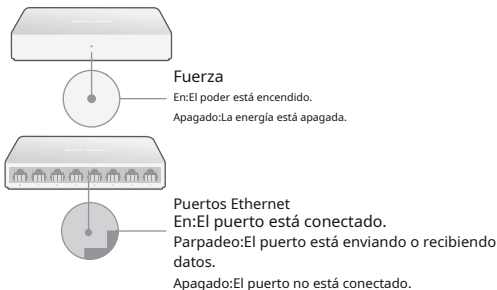 Fuerza
En:El poder está encendido.
Apagado:La energía está apagada.
Puertos Ethernet
En:El puerto está conectado.
Parpadeo:El puerto está enviando o recibiendo
datos.
Apagado:El puerto no está conectado.